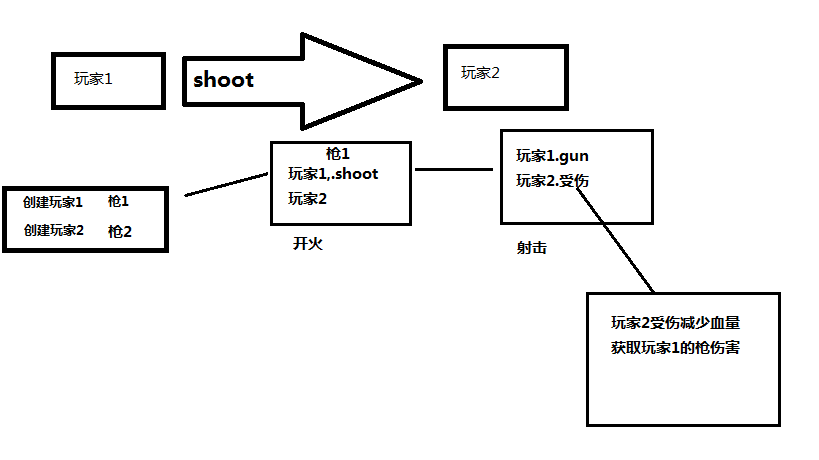 玩家1
shoot
玩家2
创建玩家1 枪1
创建玩家2 枪2
枪1
玩家1,.shoot
玩家2
开火
玩家1.gun
玩家2.受伤
射击
玩家2受伤减少血量
获取玩家1的枪伤害